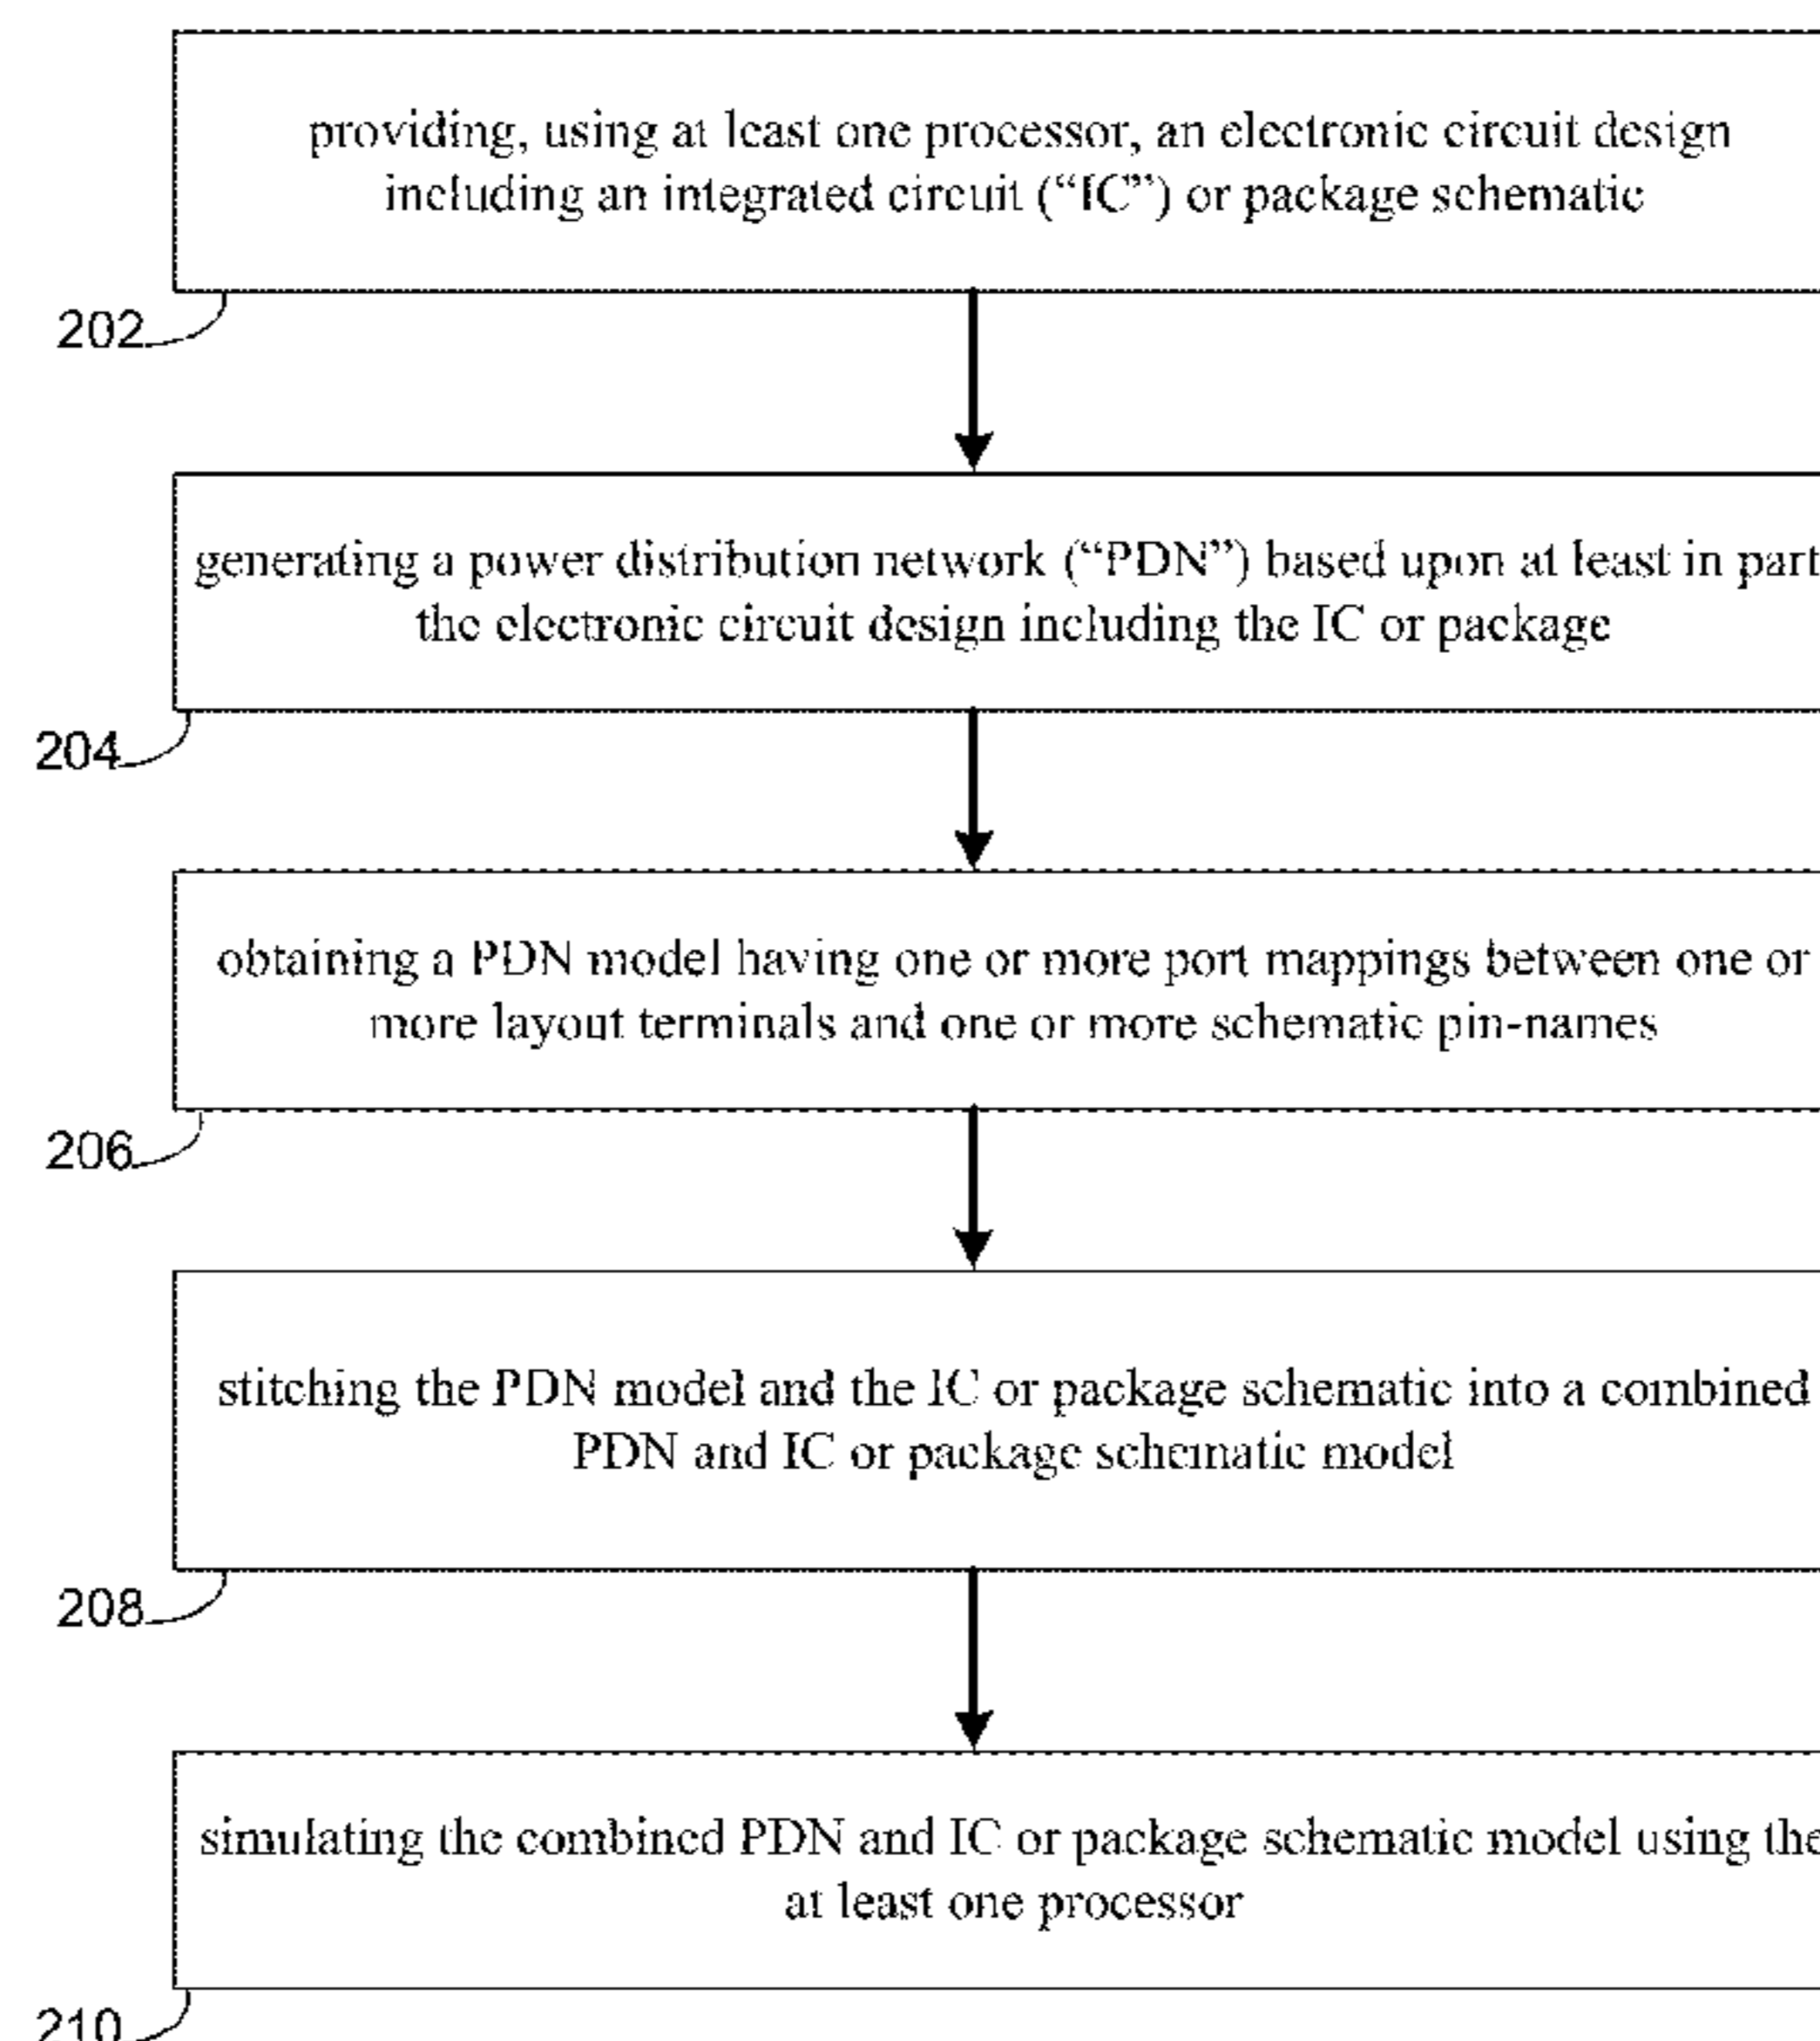 providing, using at least one processor, an electronic circuit design
including an integrated circuit (“IC”) or package schematic
202
generating a power distribution network (“PDN”) based upon at least in part
the electronic circuit design including the IC or package
204
obtaining a PDN model having one or more port mappings between one or
more layout terminals and one or more schematic pin-names
206
stitching the PDN model and the IC or package schematic into a combined
PDN and IC or package schematic model
208
simulating the combined PDN and IC or package schematic model using the
at least one processor
210